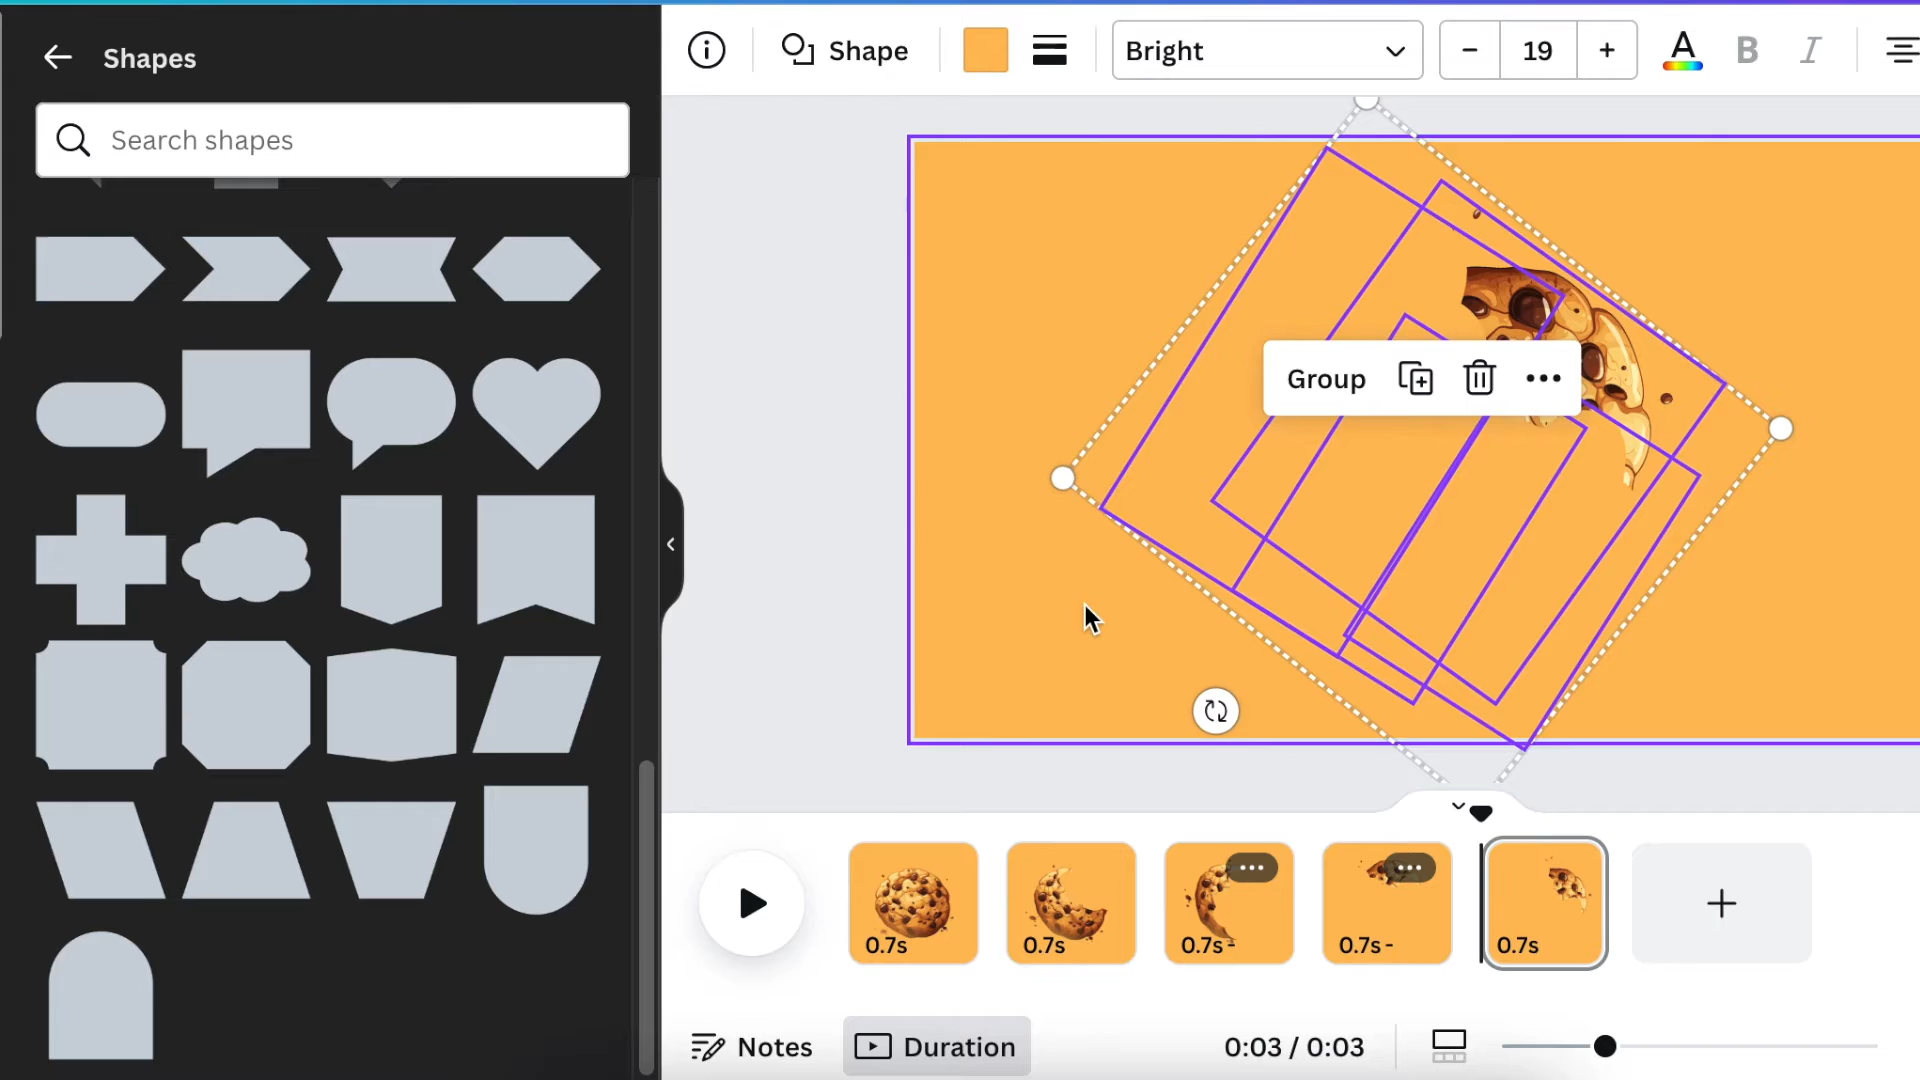 Shapes
Search shapes
Shape
Bright
19
A
B
I
Group
0.7s
0.7s
0.7s-
0.7s-
0.7s
Notes
Duration
0:03 / 0:03